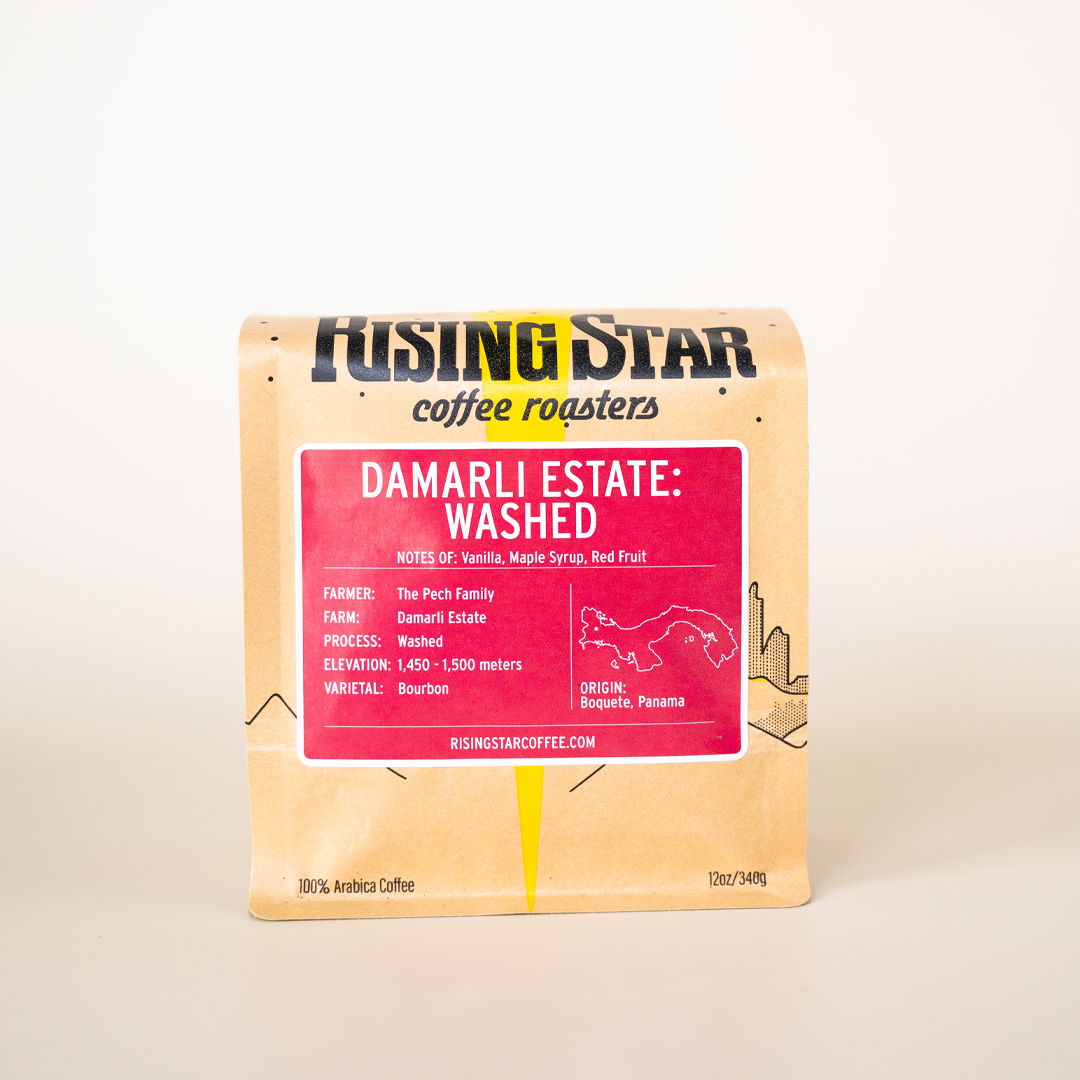 RISING STAR
coffee roasters
DAMARLI ESTATE:
WASHED
NOTES OF: Vanilla, Maple Syrup, Red Fruit
FARMER: The Pech Family
FARM: Damarli Estate
PROCESS: Washed
ELEVATION: 1,450 - 1,500 meters
VARIETAL: Bourbon
ORIGIN:
Boquete, Panama
RISINGSTARCOFFEE.COM
100% Arabica Coffee
12oz/340g